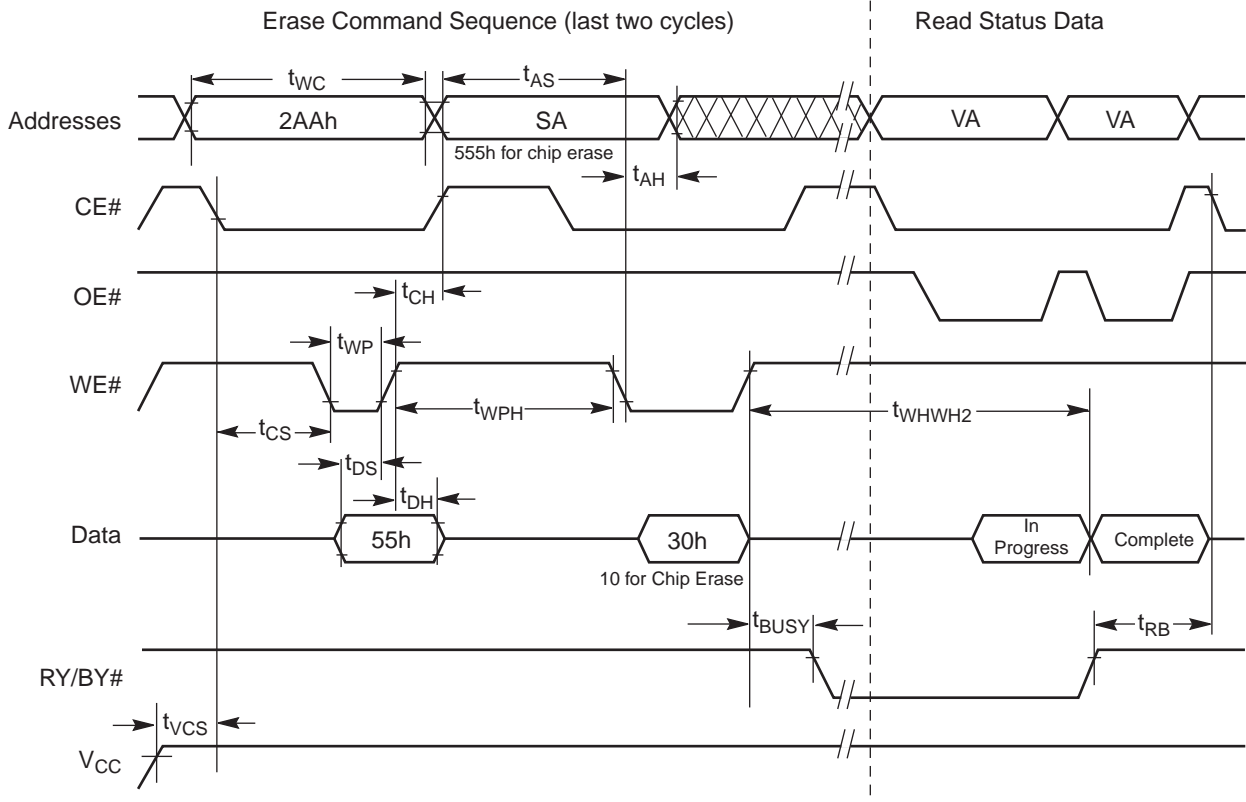 Erase Command Sequence (last two cycles) Read Status Data
tWC tAS
Addresses 2AAh SA VA VA
555h for chip erase
tAH
CE#
OE# tCH
tWP
WE#
tWPH tWHWH2
tCS
tDS
tDH
Data 55h 30h In Progress Complete
10 for Chip Erase
tBUSY tRB
RY/BY#
tVCS
VCC